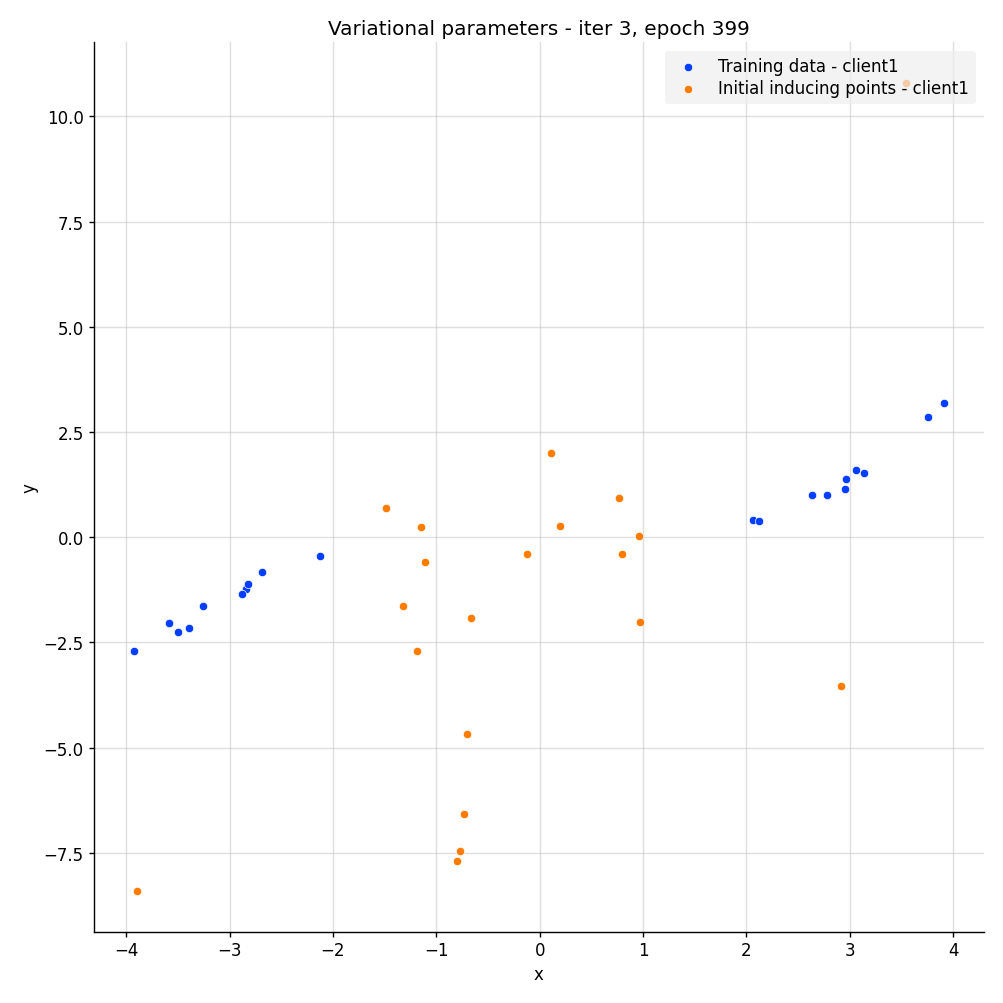 Variational parameters - iter 3, epoch 399
Training data - client1
Initial inducing points - client1
10.0
7.5
5.0
2.5
0.0
−2.5
−5.0
−7.5
y
−4 −3 −2 −1 0 1 2 3 4
x